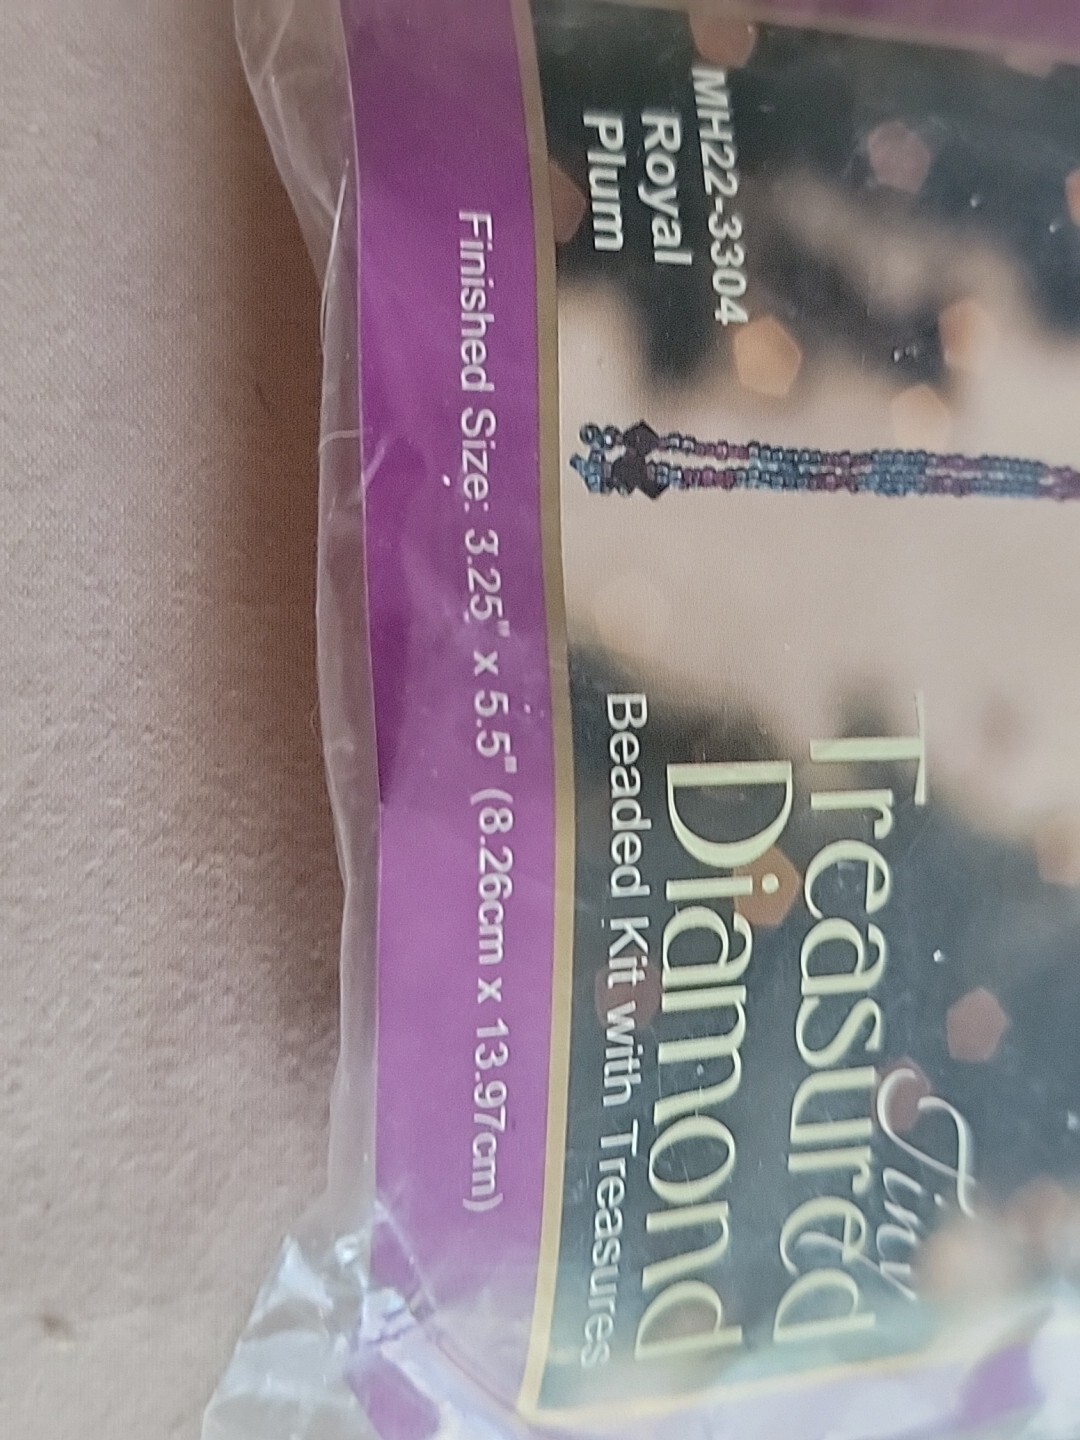 MH22-3304
Royal
Plum
Tiny
Treasured
Diamond
Beaded Kit with Treasures
Finished Size: 3.25" x 5.5" (8.26cm x 13.97cm)